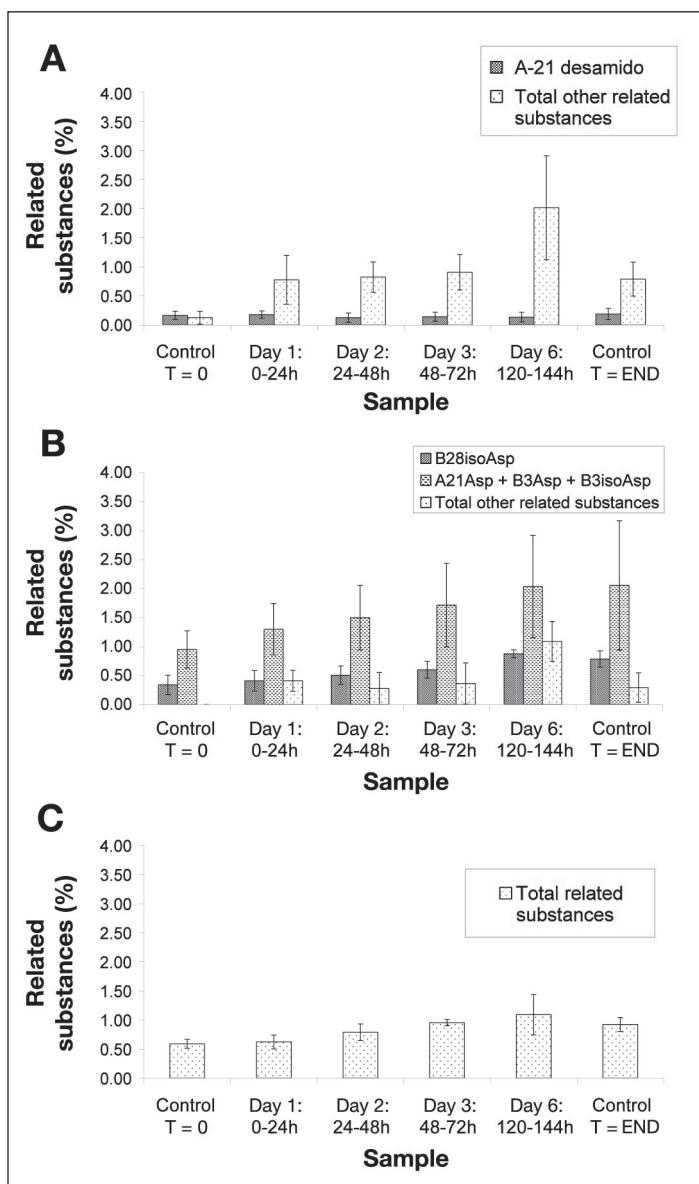 A
A-21 desamido
Total other related
substances
Related
substances (%)
4.00
3.50
3.00
2.50
2.00
1.50
1.00
0.50
0.00
Control
T = 0
Day 1:
0-24h
Day 2:
24-48h
Day 3:
48-72h
Day 6:
120-144h
Control
T = END
Sample
B
B28isoAsp
A21Asp + B3Asp + B3isoAsp
Total other related substances
Related
substances (%)
4.00
3.50
3.00
2.50
2.00
1.50
1.00
0.50
0.00
Control
T = 0
Day 1:
0-24h
Day 2:
24-48h
Day 3:
48-72h
Day 6:
120-144h
Control
T = END
Sample
C
Total related
substances
Related
substances (%)
4.00
3.50
3.00
2.50
2.00
1.50
1.00
0.50
0.00
Control
T = 0
Day 1:
0-24h
Day 2:
24-48h
Day 3:
48-72h
Day 6:
120-144h
Control
T = END
Sample